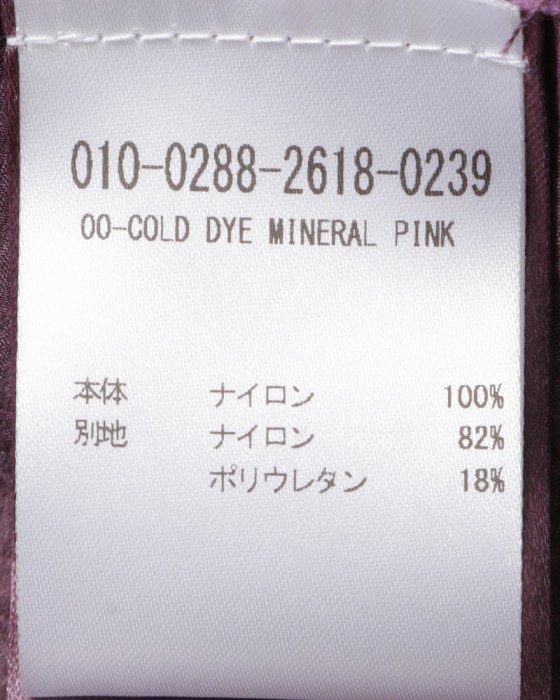 010-0288-2618-0239
00-COLD DYE MINERAL PINK
本体 ナイロン 100%
別地 ナイロン 82%
ポリウレタン 18%